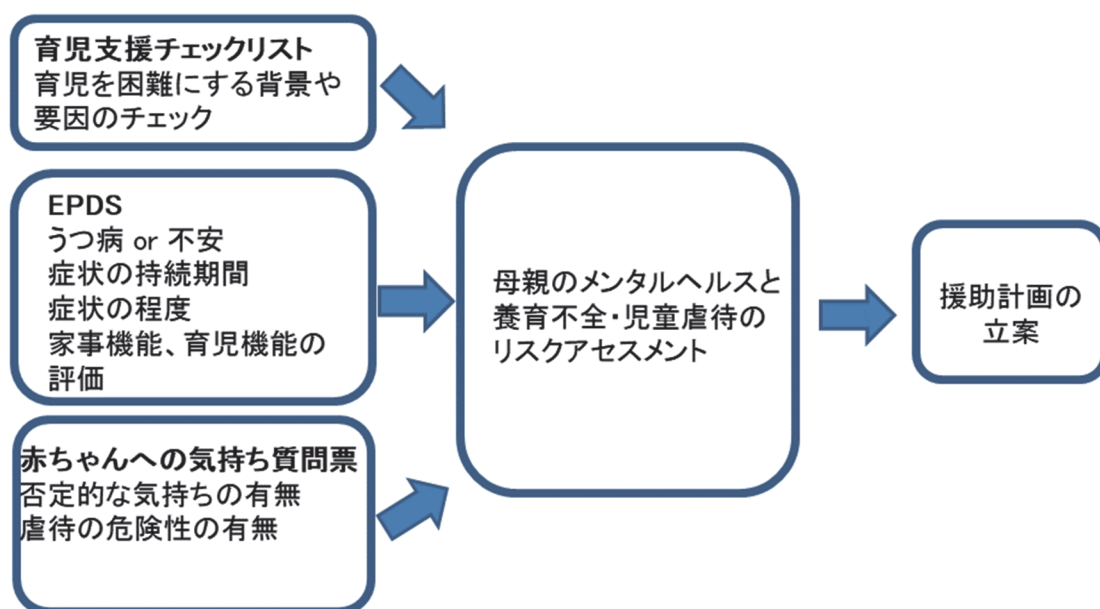 育児支援チェックリスト
育児を困難にする背景や
要因のチェック
EPDS
うつ病 or 不安
症状の持続期間
症状の程度
家事機能、育児機能の
評価
赤ちゃんへの気持ち質問票
否定的な気持ちの有無
虐待の危険性の有無
母親のメンタルヘルスと
養育不全・児童虐待の
リスクアセスメント
援助計画の
立案